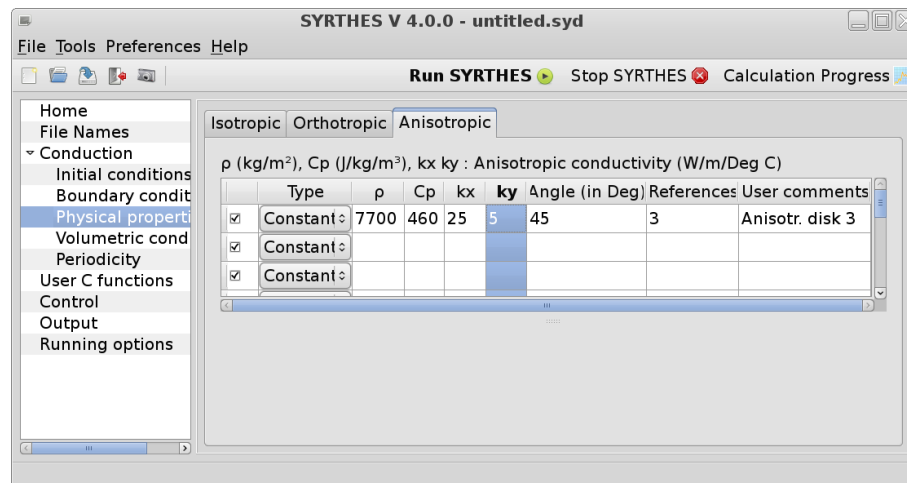 SYRTHES V 4.0.0 - untitled.syd
File Tools Preferences Help
Run SYRTHES Stop SYRTHES Calculation Progress
Home
File Names
Conduction
Initial conditions
Boundary condit
Physical properti
Volumetric cond
Periodicity
User C functions
Control
Output
Running options
Isotropic Orthotropic Anisotropic
ρ (kg/m²), Cp (J/kg/m³), kx ky : Anisotropic conductivity (W/m/Deg C)
Type ρ Cp kx ky Angle (in Deg) References User comments
Constant 7700 460 25 5 45 3 Anisotr. disk 3
Constant
Constant